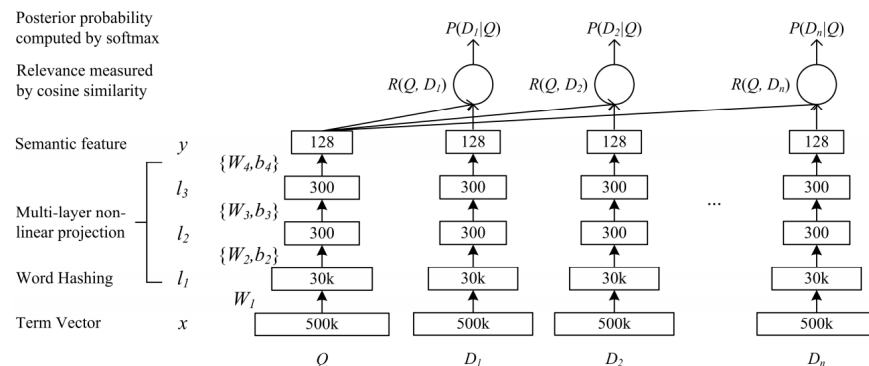 Posterior probability
computed by softmax
P(D₁|Q) P(D₂|Q) P(Dₙ|Q)
Relevance measured
by cosine similarity
R(Q, D₁) R(Q, D₂) R(Q, Dₙ)
Semantic feature y 128 128 128 128
{W₄,b₄}
l₃ 300 300 300 300
Multi-layer non-
linear projection
{W₃,b₃}
...
l₂ 300 300 300 300
{W₂,b₂}
Word Hashing l₁ 30k 30k 30k 30k
W₁
Term Vector x 500k 500k 500k 500k
Q D₁ D₂ Dₙ